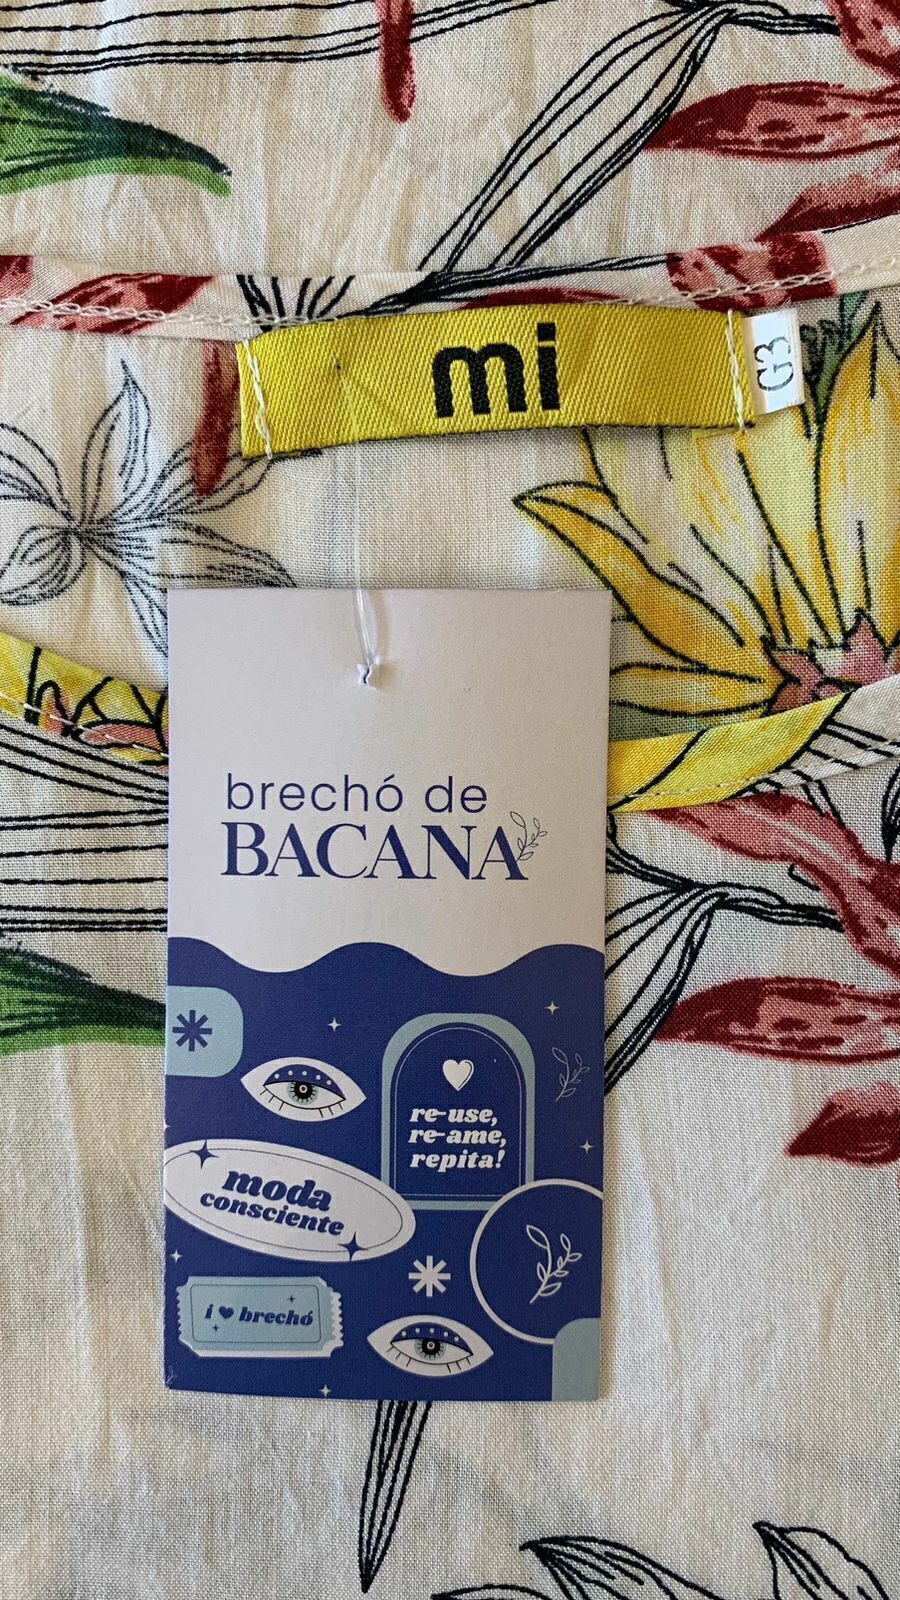 mi
G3
brechó de
BACANA
re-use,
re-ame,
repita!
moda
consciente
i ♥ brechó